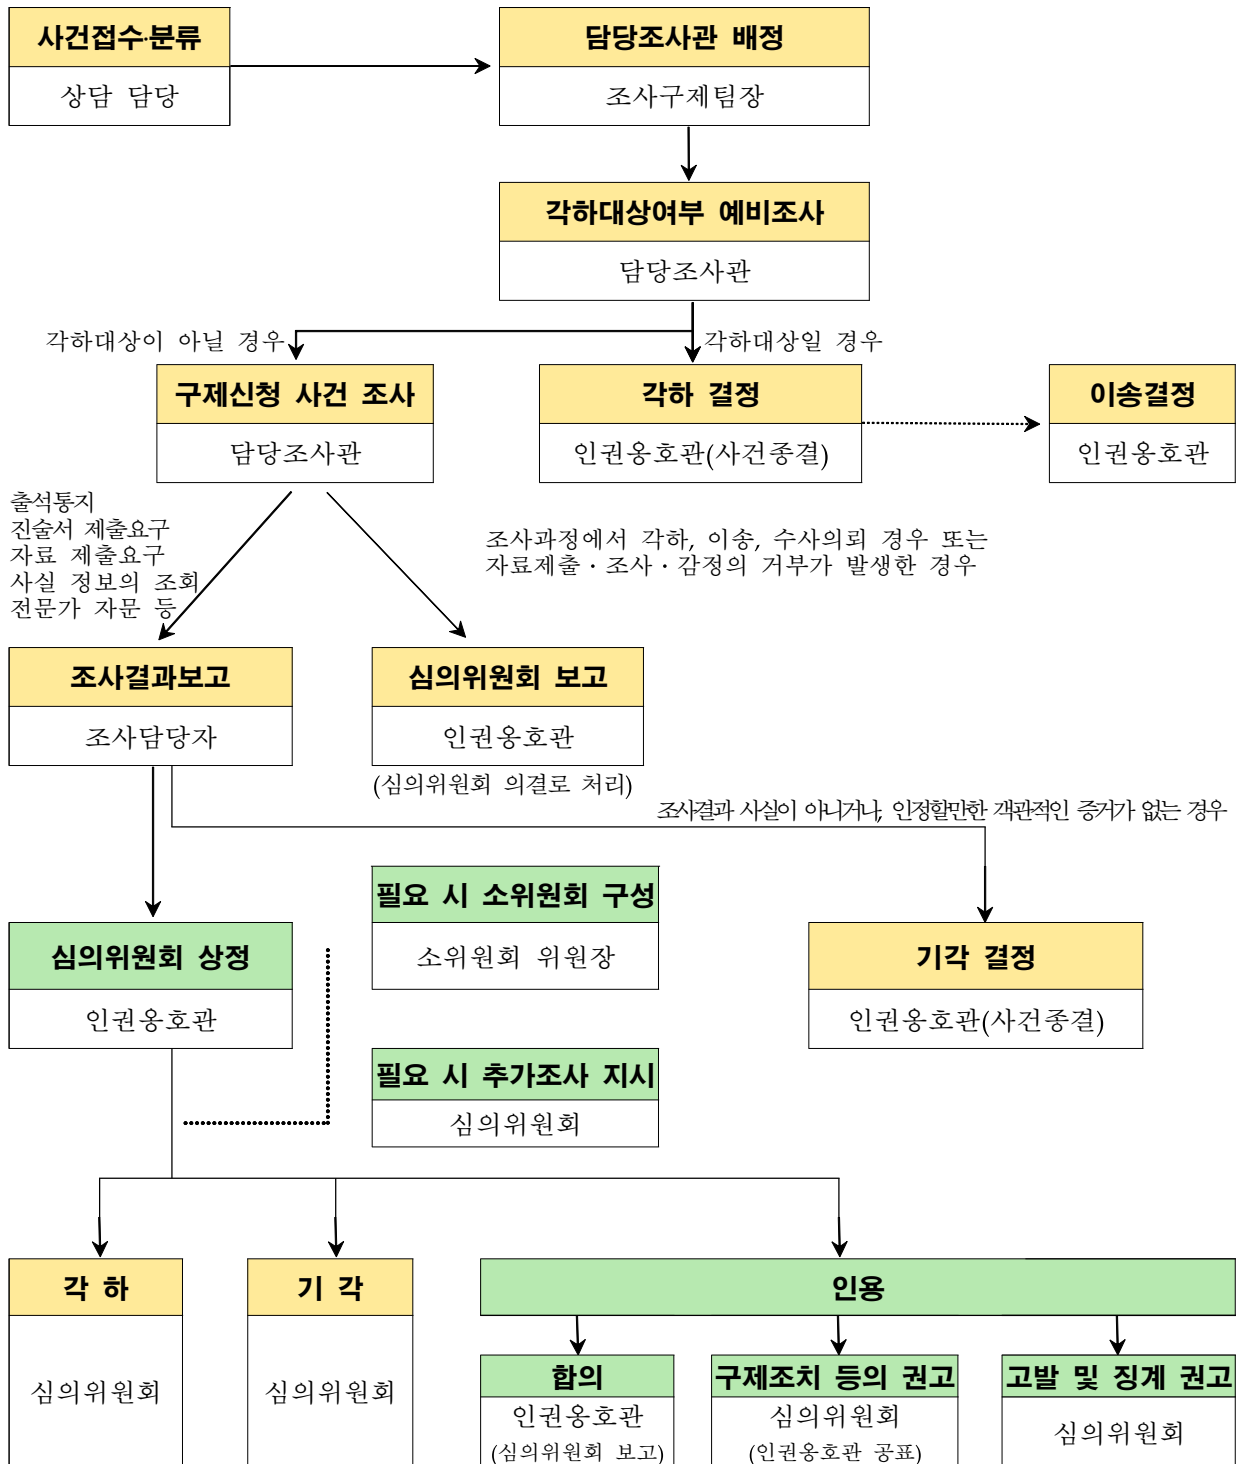 사건접수·분류
상담 담당
담당조사관 배정
조사구제팀장
각하대상여부 예비조사
담당조사관
각하대상이 아닐 경우
각하대상일 경우
구제신청 사건 조사
담당조사관
각하 결정
인권옹호관(사건종결)
이송결정
인권옹호관
출석통지
진술서 제출요구
자료 제출요구
사실 정보의 조회
전문가 자문 등
조사과정에서 각하, 이송, 수사의뢰 경우 또는
자료제출·조사·감정의 거부가 발생한 경우
조사결과보고
조사담당자
심의위원회 보고
인권옹호관
(심의위원회 의결로 처리)
조사결과 사실이 아니거나, 인정할만한 객관적인 증거가 없는 경우
필요 시 소위원회 구성
소위원회 위원장
심의위원회 상정
인권옹호관
기각 결정
인권옹호관(사건종결)
필요 시 추가조사 지시
심의위원회
각 하
심의위원회
기 각
심의위원회
인용
합의
인권옹호관
(심의위원회 보고)
구제조치 등의 권고
심의위원회
(인권옹호관 공표)
고발 및 징계 권고
심의위원회